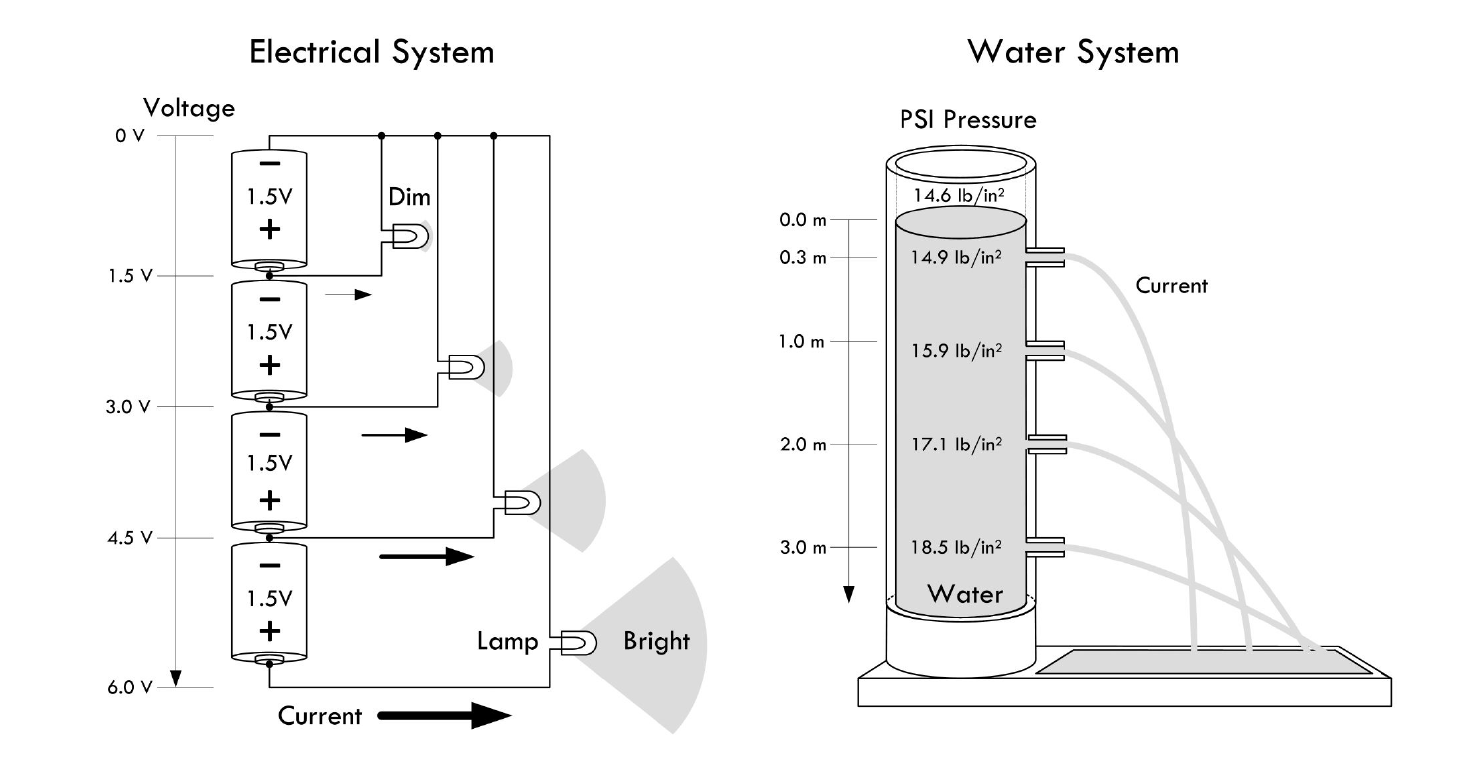 Electrical System
Voltage
0 V
1.5V
Dim
1.5 V
1.5V
3.0 V
1.5V
4.5 V
1.5V
Lamp
Bright
6.0 V
Current
Water System
PSI Pressure
14.6 lb/in²
0.0 m
0.3 m
14.9 lb/in²
Current
1.0 m
15.9 lb/in²
2.0 m
17.1 lb/in²
3.0 m
18.5 lb/in²
Water